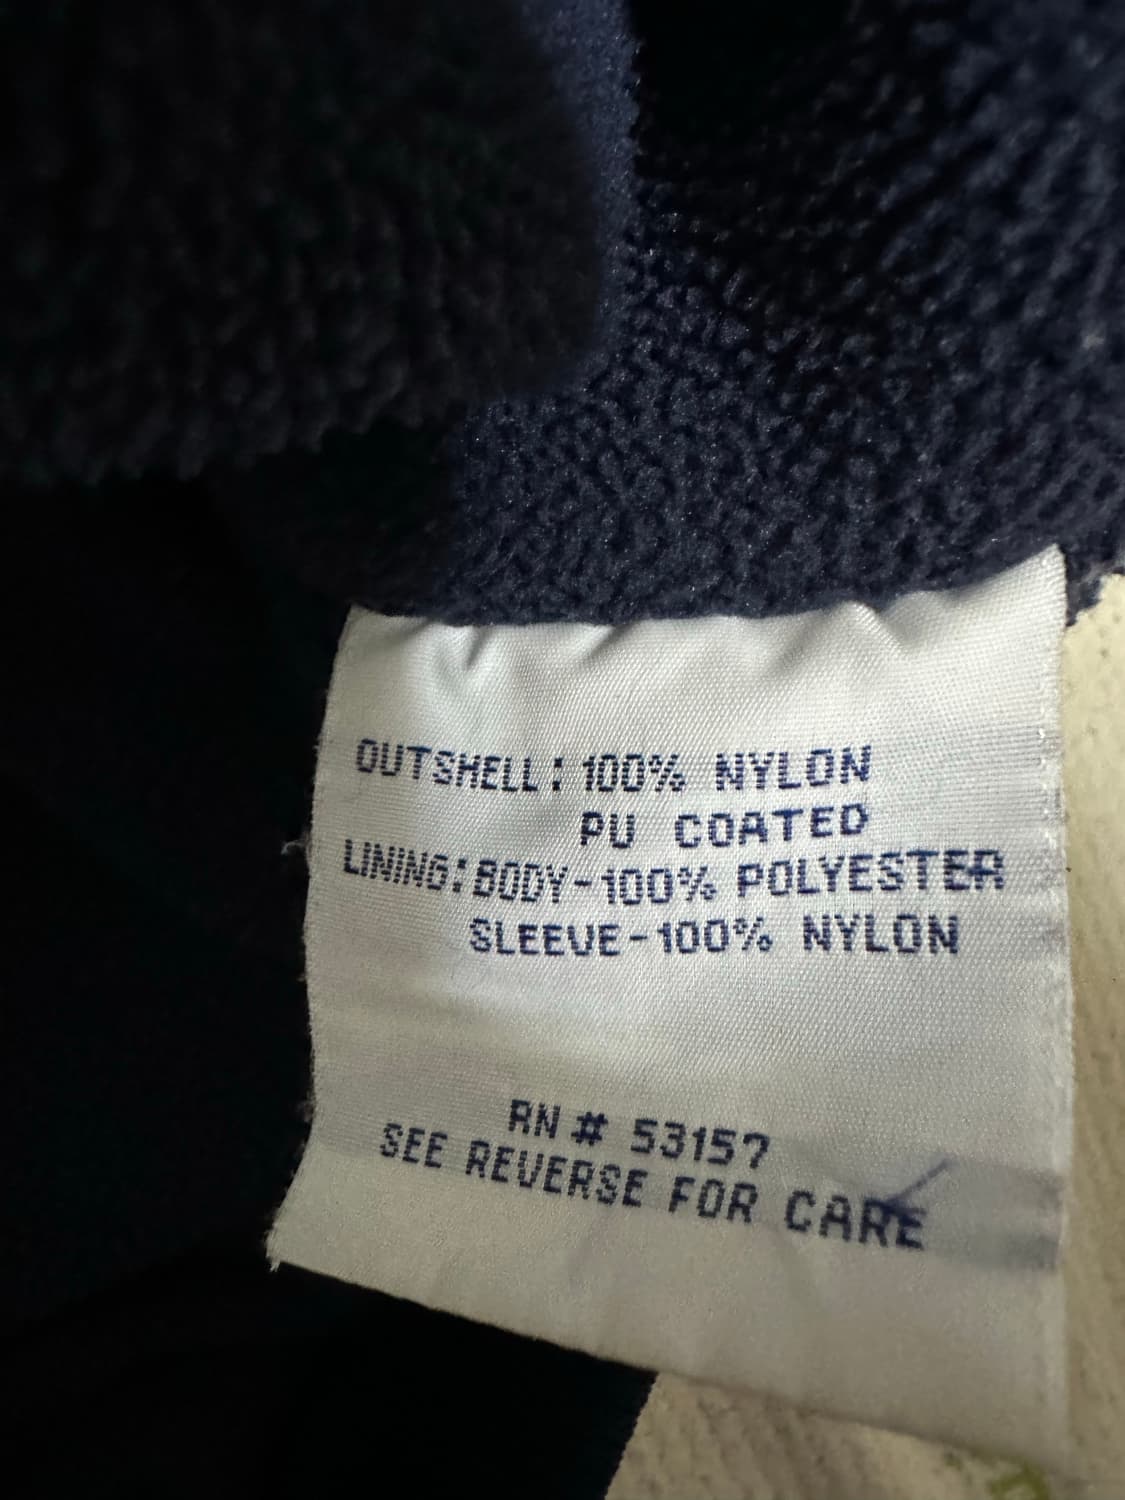 OUTSHELL: 100% NYLON
PU COATED
LINING: BODY-100% POLYESTER
SLEEVE-100% NYLON
RN # 53157
SEE REVERSE FOR CARE